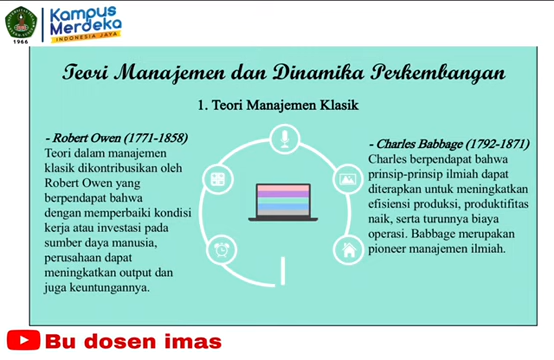 Kampus
Merdeka
INDONESIA JAYA
1966
Teori Manajemen dan Dinamika Perkembangan
1. Teori Manajemen Klasik
- Robert Owen (1771-1858)
Teori dalam manajemen
klasik dikontribusikan oleh
Robert Owen yang
berpendapat bahwa
dengan memperbaiki kondisi
kerja atau investasi pada
sumber daya manusia,
perusahaan dapat
meningkatkan output dan
juga keuntungannya.
- Charles Babbage (1792-1871)
Charles berpendapat bahwa
prinsip-prinsip ilmiah dapat
diterapkan untuk meningkatkan
efisiensi produksi, produktifitas
naik, serta turunnya biaya
operasi. Babbage merupakan
pioneer manajemen ilmiah.
Bu dosen imas